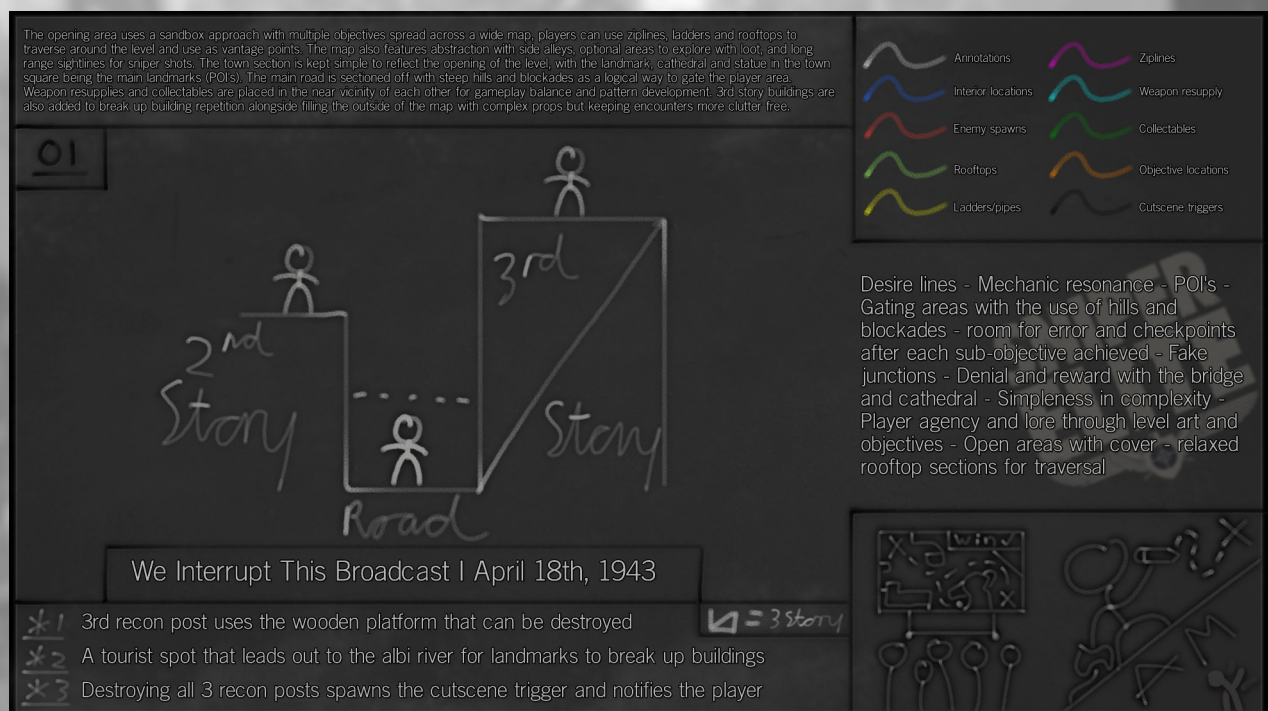 The opening area uses a sandbox approach with multiple objectives spread across a wide map, players can use ziplines, ladders and rooftops to
traverse around the level and use as vantage points. The map also features abstraction with side alleys, optional areas to explore with loot, and long
range sightlines for sniper shots. The town section is kept simple to reflect the opening of the level, with the landmark, cathedral and statue in the town
square being the main landmarks (POI's). The main road is sectioned off with steep hills and blockades as a logical way to gate the player area.
Weapon resupplies and collectables are placed in the near vicinity of each other for gameplay balance and pattern development. 3rd story buildings are
also added to break up building repetition alongside filling the outside of the map with complex props but keeping encounters more clutter free.
Annotations
Ziplines
Interior locations
Weapon resupply
Enemy spawns
Collectables
Rooftops
Objective locations
Ladders/pipes
Cutscene triggers
01
3rd
Story
2nd
Story
Road
Desire lines - Mechanic resonance - POI's -
Gating areas with the use of hills and
blockades - room for error and checkpoints
after each sub-objective achieved - Fake
junctions - Denial and reward with the bridge
and cathedral - Simpleness in complexity -
Player agency and lore through level art and
objectives - Open areas with cover - relaxed
rooftop sections for traversal
We Interrupt This Broadcast I April 18th, 1943
*1 3rd recon post uses the wooden platform that can be destroyed
= 3 Story
*2 A tourist spot that leads out to the albi river for landmarks to break up buildings
*3 Destroying all 3 recon posts spawns the cutscene trigger and notifies the player